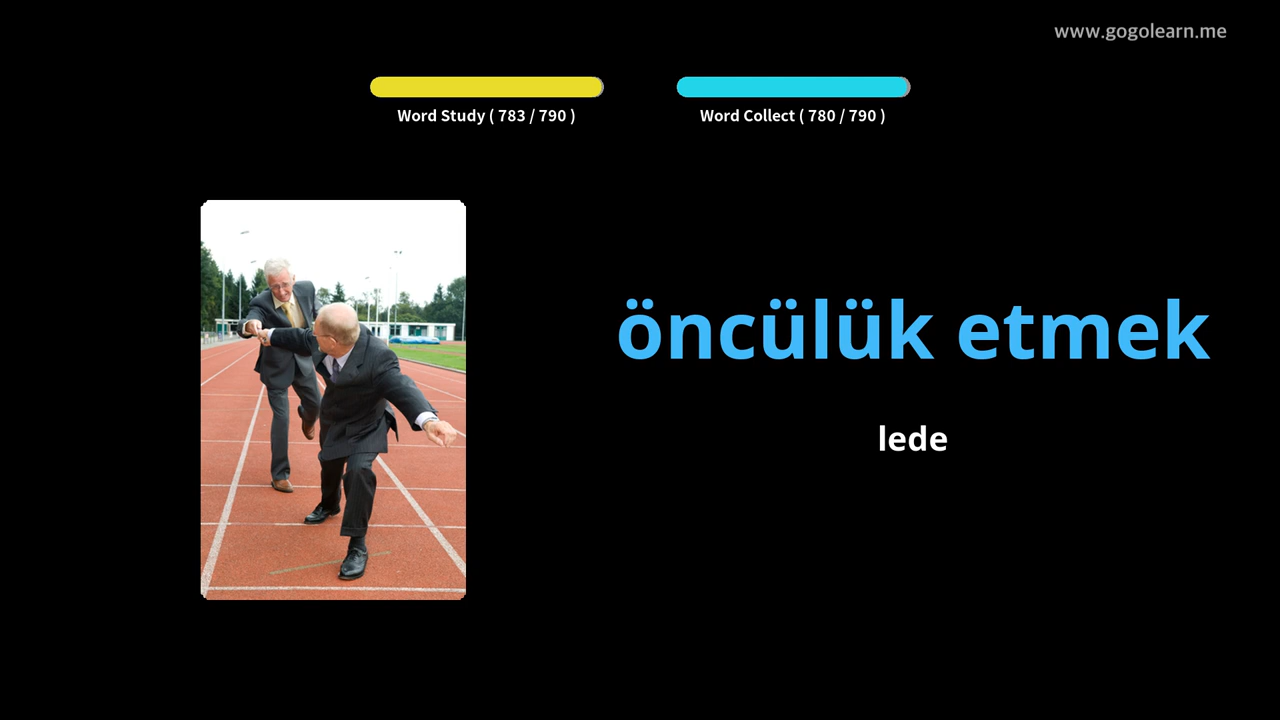 www.gogolearn.me
Word Study ( 783 / 790 )
Word Collect ( 780 / 790 )
öncülük etmek
lede